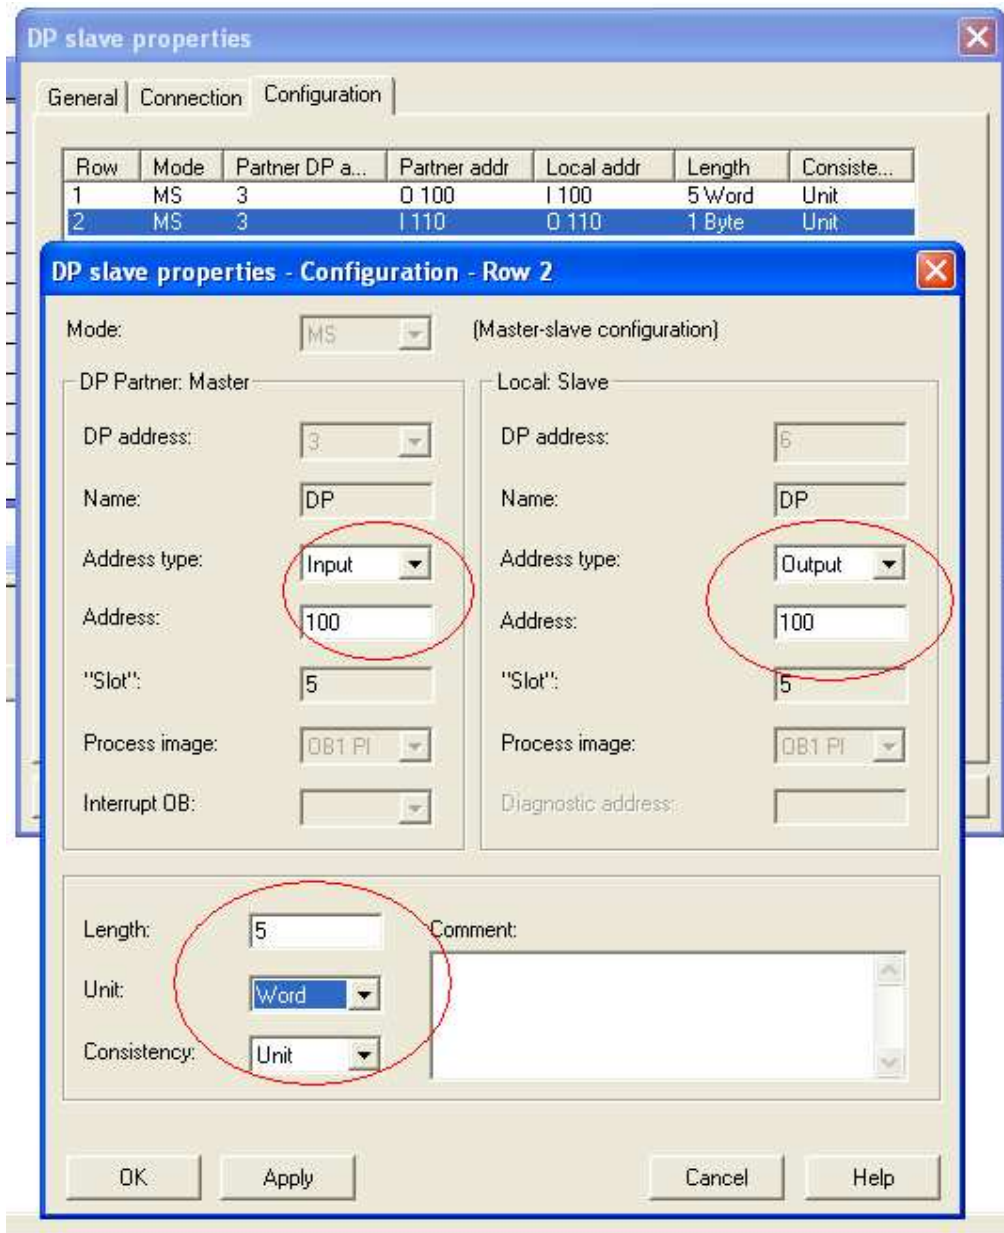 DP slave properties
General Connection Configuration
Row Mode Partner DP a... Partner addr Local addr Length Consiste...
1 MS 3 O 100 I 100 5 Word Unit
2 MS 3 I 110 O 110 1 Byte Unit
DP slave properties - Configuration - Row 2
Mode: MS (Master-slave configuration)
DP Partner: Master Local: Slave
DP address: 3 DP address: 6
Name: DP Name: DP
Address type: Input Address type: Output
Address: 100 Address: 100
"Slot": 5 "Slot": 5
Process image: OB1 PI Process image: OB1 PI
Interrupt OB: Diagnostic address:
Length: 5 Comment:
Unit: Word
Consistency: Unit
OK Apply Cancel Help